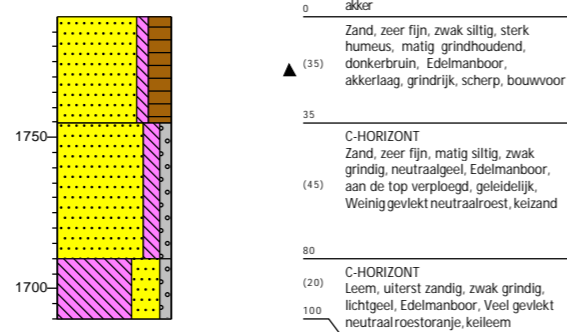 0 akker
Zand, zeer fijn, zwak siltig, sterk
humeus, matig grindhoudend,
(35) donkerbruin, Edelmanboor,
akkerlaag, grindrijk, scherp, bouwvoor
35
1750
C-HORIZONT
Zand, zeer fijn, matig siltig, zwak
grindig, neutraalgeel, Edelmanboor,
(45) aan de top verploegd, geleidelijk,
Weinig gevlekt neutraalroest, keizand
80
C-HORIZONT
(20) Leem, uiterst zandig, zwak grindig,
1700
lichtgeel, Edelmanboor, Veel gevlekt
100 neutraal roestoranje, keileem